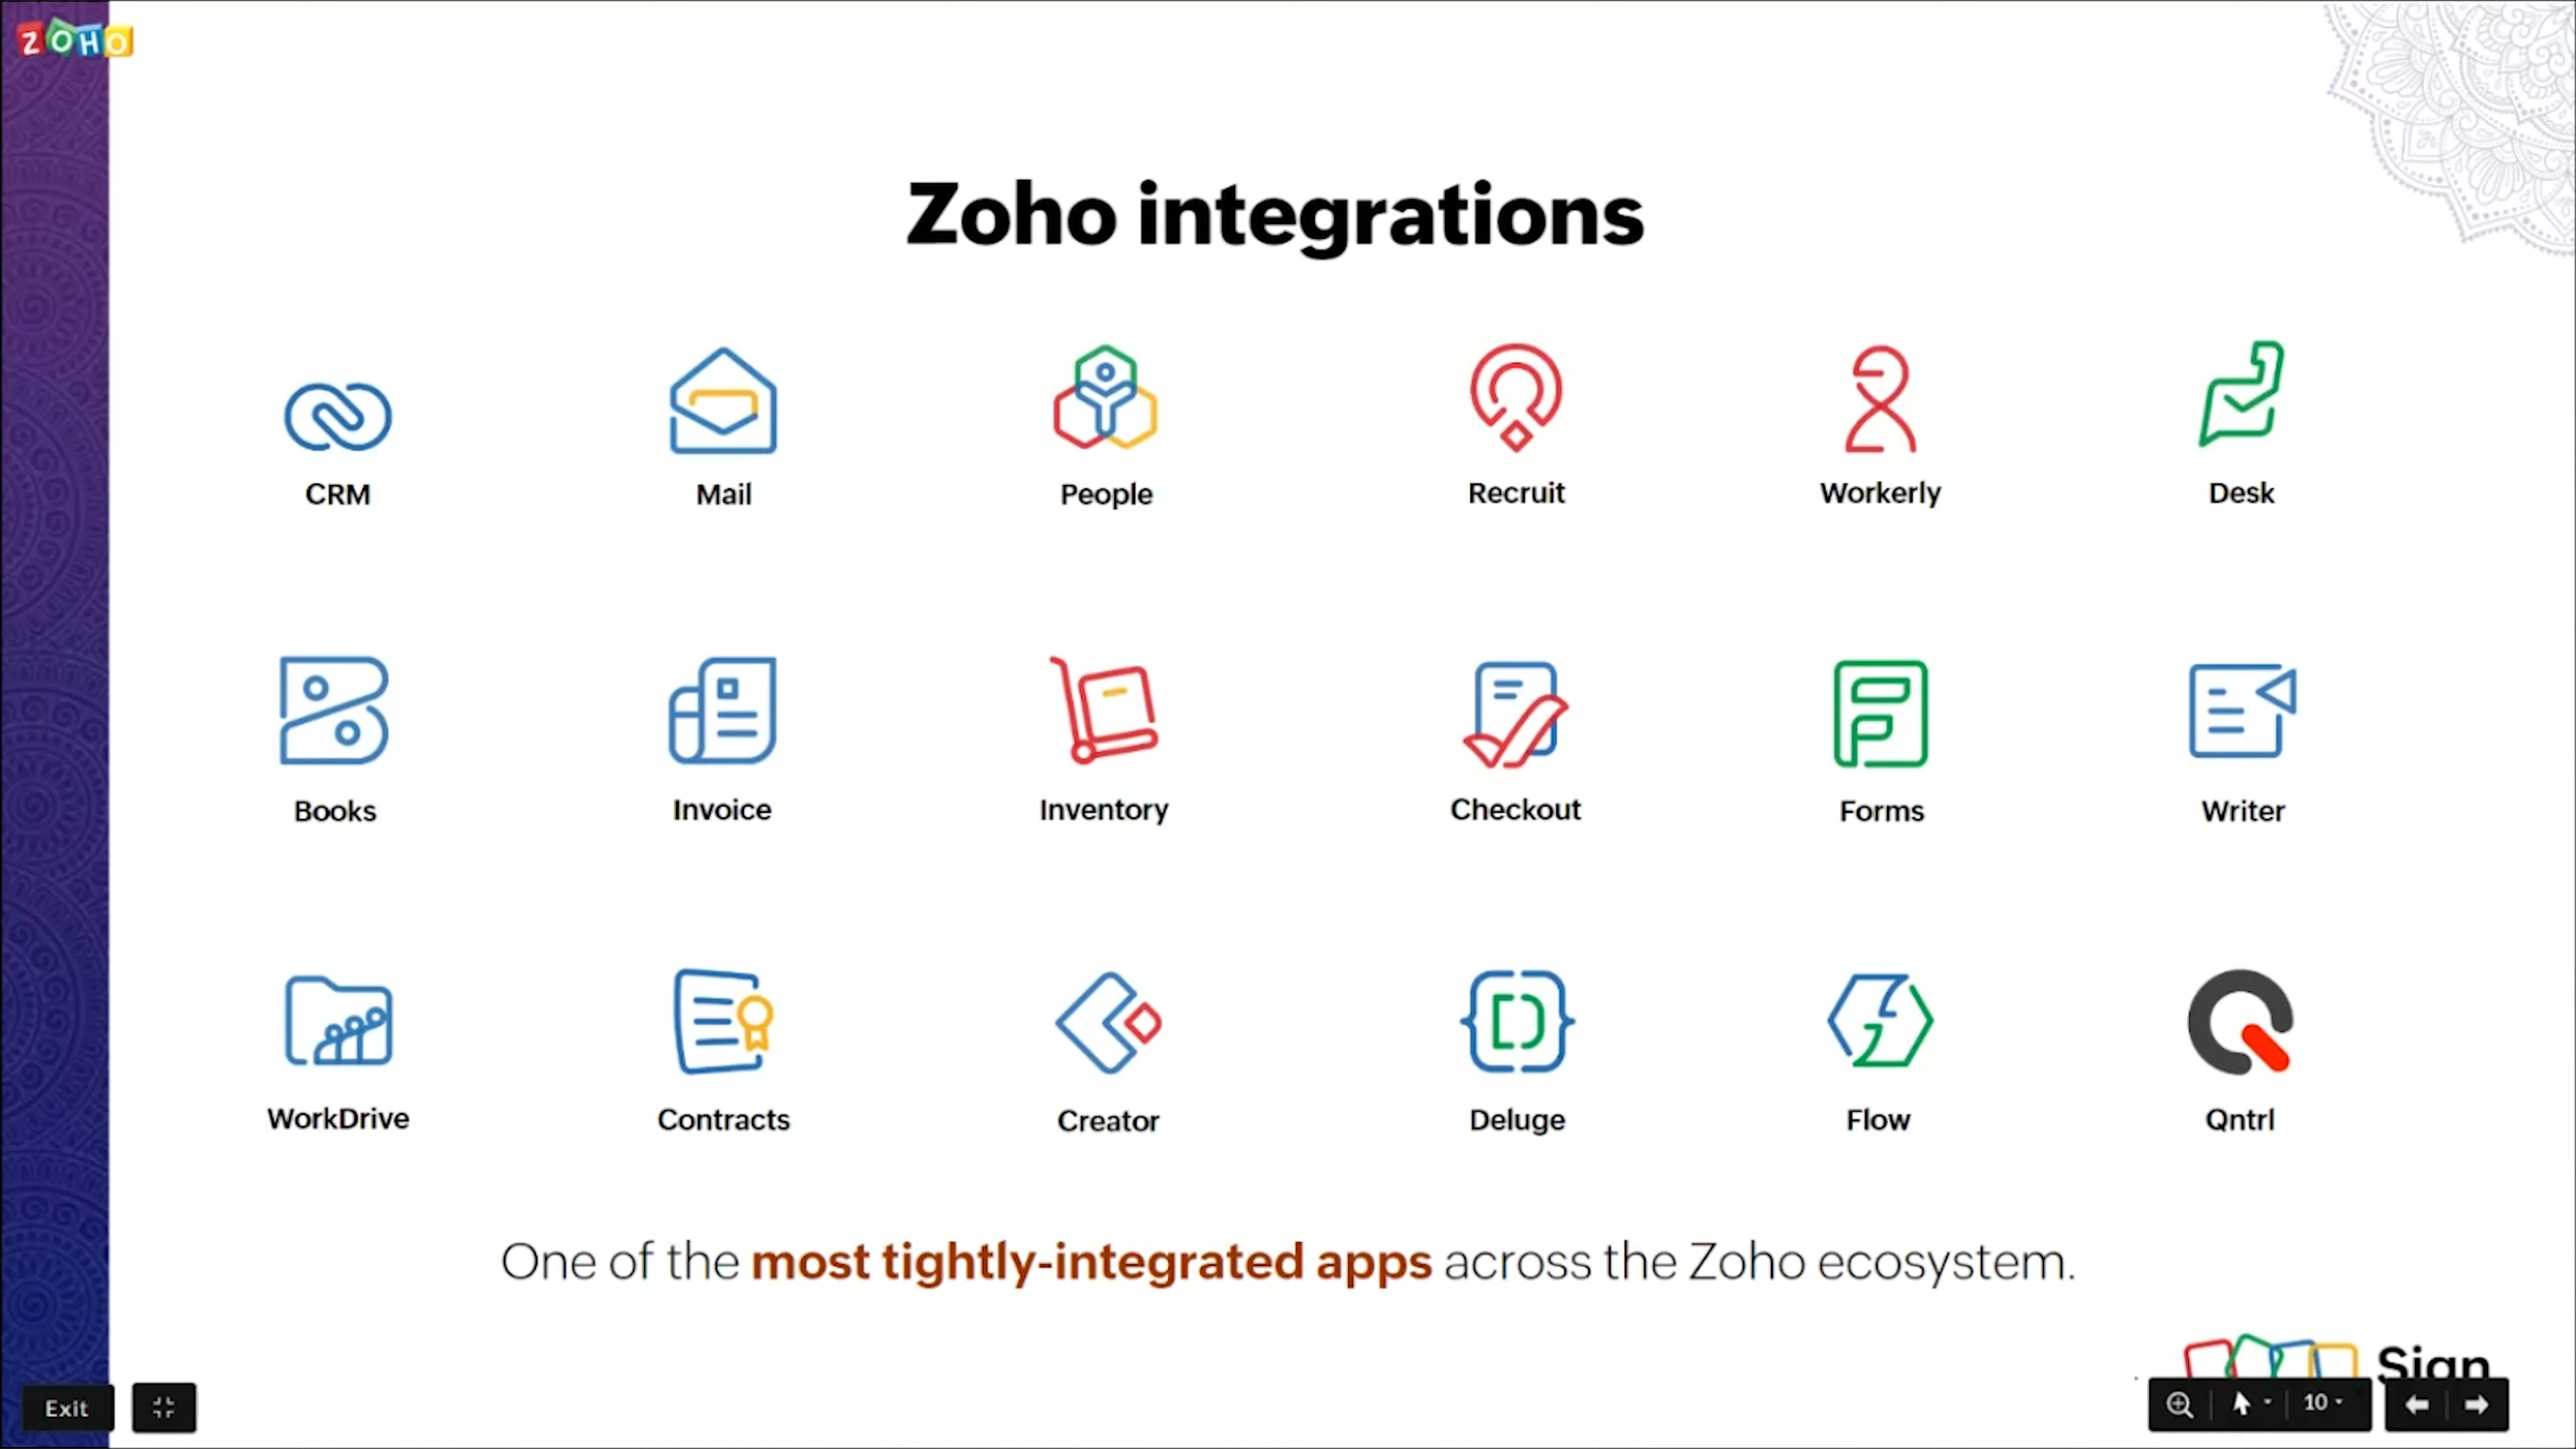 ZOHO
Zoho integrations
CRM
Mail
People
Recruit
Workerly
Desk
Books
Invoice
Inventory
Checkout
Forms
Writer
WorkDrive
Contracts
Creator
Deluge
Flow
Qntrl
One of the most tightly-integrated apps across the Zoho ecosystem.
Sign
Exit
10